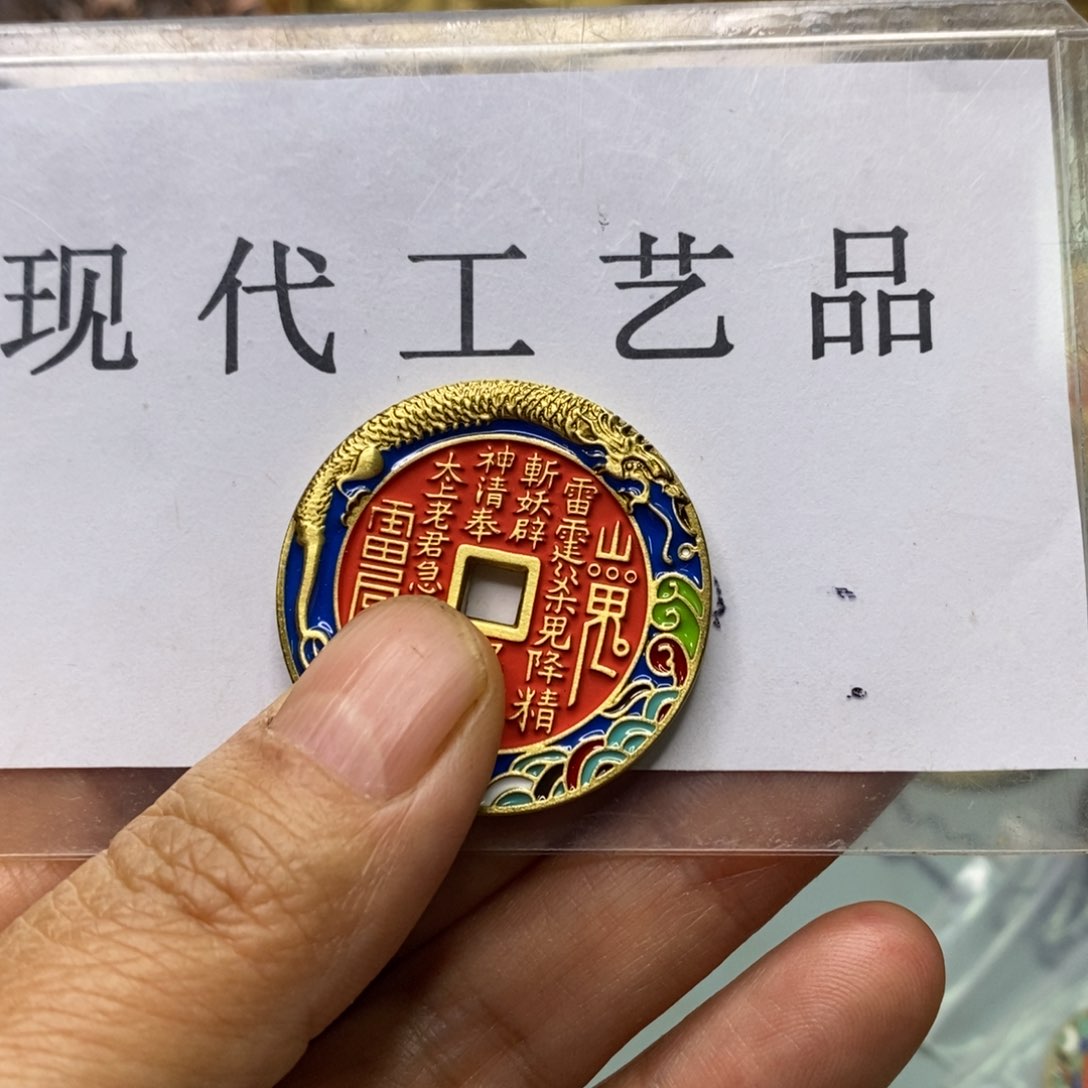 现代工艺品
雷霆
杀鬼降精
斬妖辟
神清奉
太上老君急